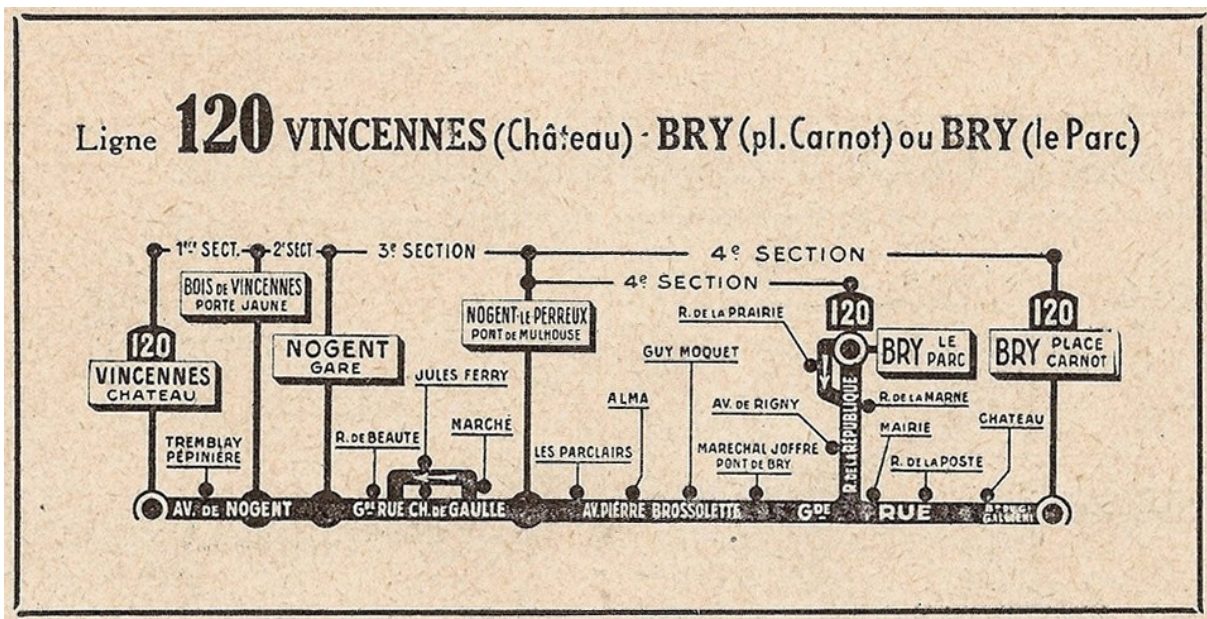 Ligne 120 VINCENNES (Château) - BRY (pl. Carnot) ou BRY (le Parc)
1ère SECT. 2e SECT 3e SECTION 4e SECTION
4e SECTION
BOIS DE VINCENNES
PORTE JAUNE
NOGENT-LE-PERREUX
PONT DE MULHOUSE
R. DE LA PRAIRIE
120
120
120
VINCENNES
CHATEAU
NOGENT
GARE
GUY MOQUET
BRY LE
PARC
BRY PLACE
CARNOT
JULES FERRY
ALMA
AV. DE RIGNY
R. DE LA MARNE
R. DE LA RÉPUBLIQUE
TREMBLAY
PÉPINIÈRE
R. DE BEAUTE
MARCHÉ
LES PARCLAIRS
MARECHAL JOFFRE
PONT DE BRY
MAIRIE
R. DE LA POSTE
CHATEAU
AV. DE NOGENT
GDE RUE CH. DE GAULLE
AV. PIERRE BROSSOLETTE
GDE RUE
GALLIENI